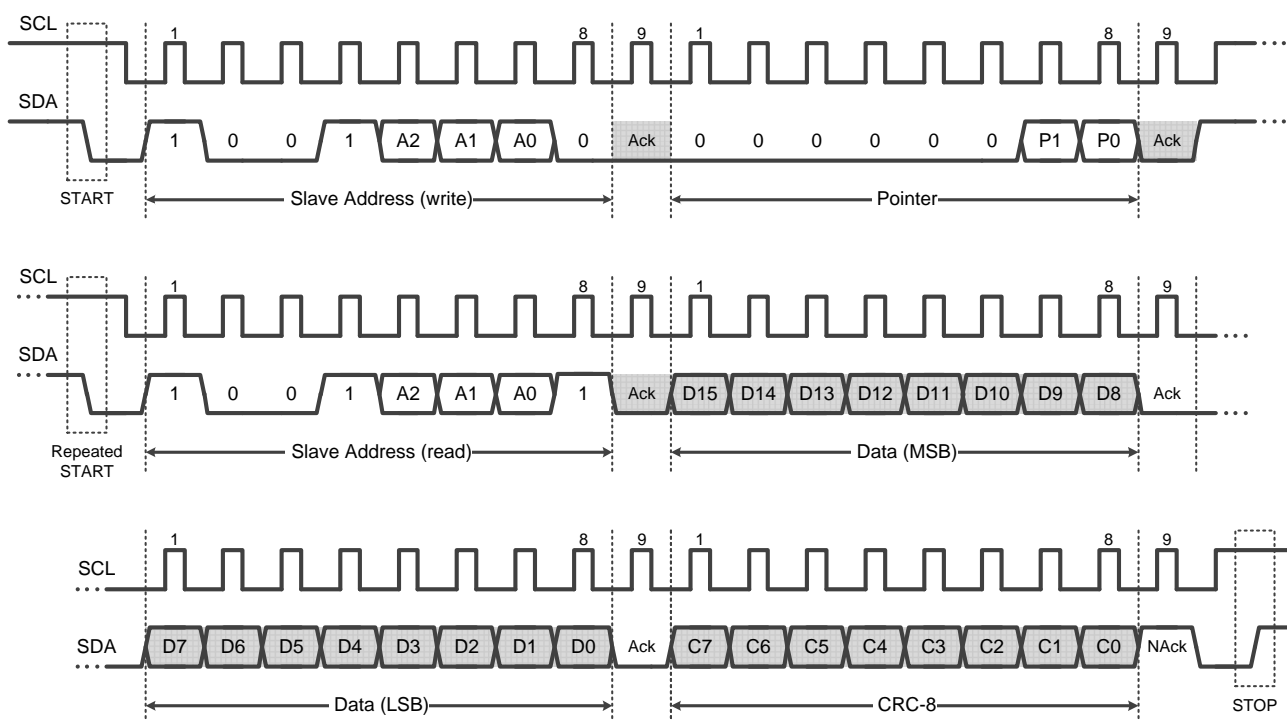 SCL
1 8 9 1 8 9
SDA
1 0 0 1 A2 A1 A0 0 Ack 0 0 0 0 0 0 P1 P0 Ack
START
Slave Address (write)
Pointer
SCL
1 8 9 1 8 9
SDA
1 0 0 1 A2 A1 A0 1 Ack D15 D14 D13 D12 D11 D10 D9 D8 Ack
Repeated
START
Slave Address (read)
Data (MSB)
1 8 9 1 8 9
SCL
SDA
D7 D6 D5 D4 D3 D2 D1 D0 Ack C7 C6 C5 C4 C3 C2 C1 C0 NAck
Data (LSB)
CRC-8
STOP